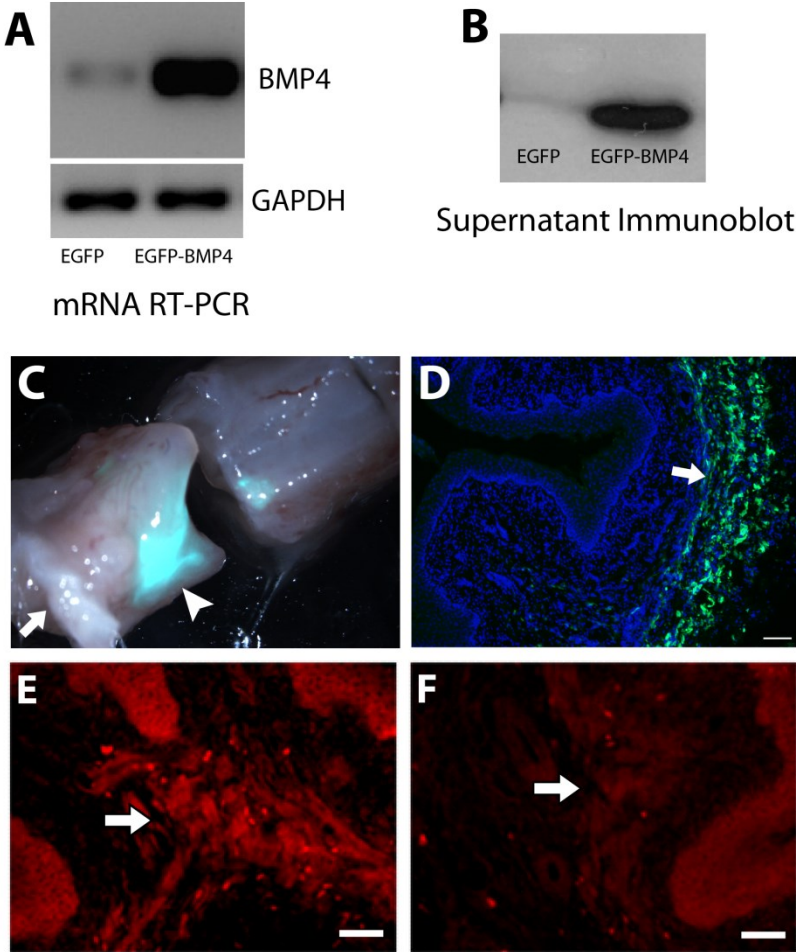 A
BMP4
GAPDH
EGFP EGFP-BMP4
mRNA RT-PCR
B
EGFP EGFP-BMP4
Supernatant Immunoblot
C
D
E
F